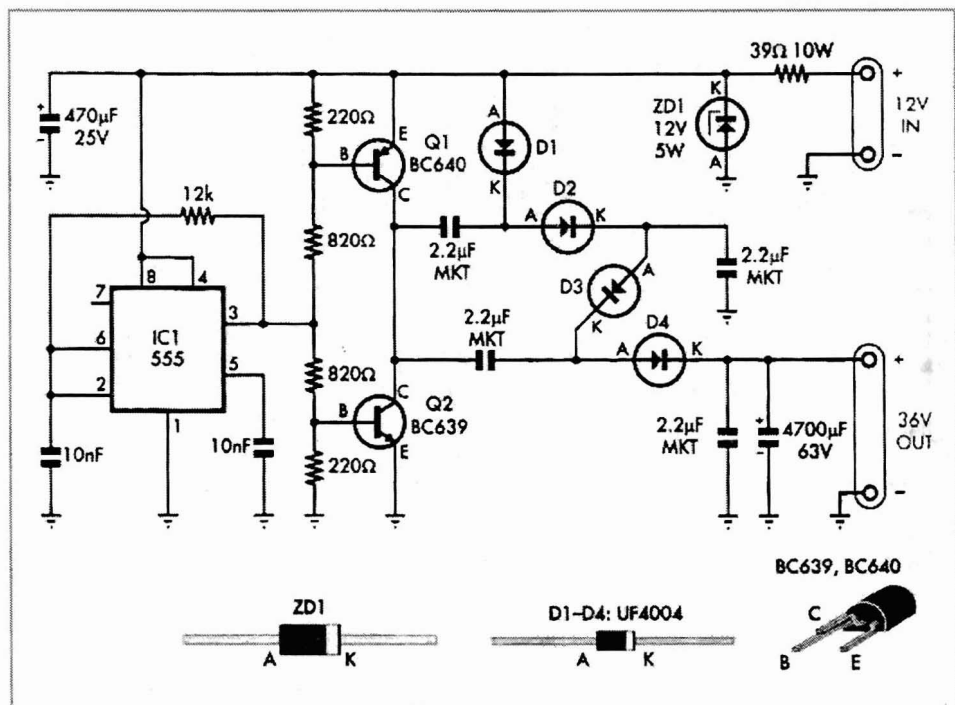 39Ω 10W
+
12V
IN
−
K
ZD1
12V
5W
A
+
470µF
25V
−
220Ω
E
Q1
B
BC640
C
A
D1
K
D2
A
K
12k
820Ω
2.2µF
MKT
D3
A
K
2.2µF
MKT
8
4
7
3
6
IC1
555
5
2
1
2.2µF
MKT
D4
A
K
+
820Ω
C
Q2
B
BC639
E
220Ω
10nF
10nF
2.2µF
MKT
+
4700µF
−
63V
36V
OUT
−
BC639, BC640
C
B
E
ZD1
A
K
D1–D4: UF4004
A
K